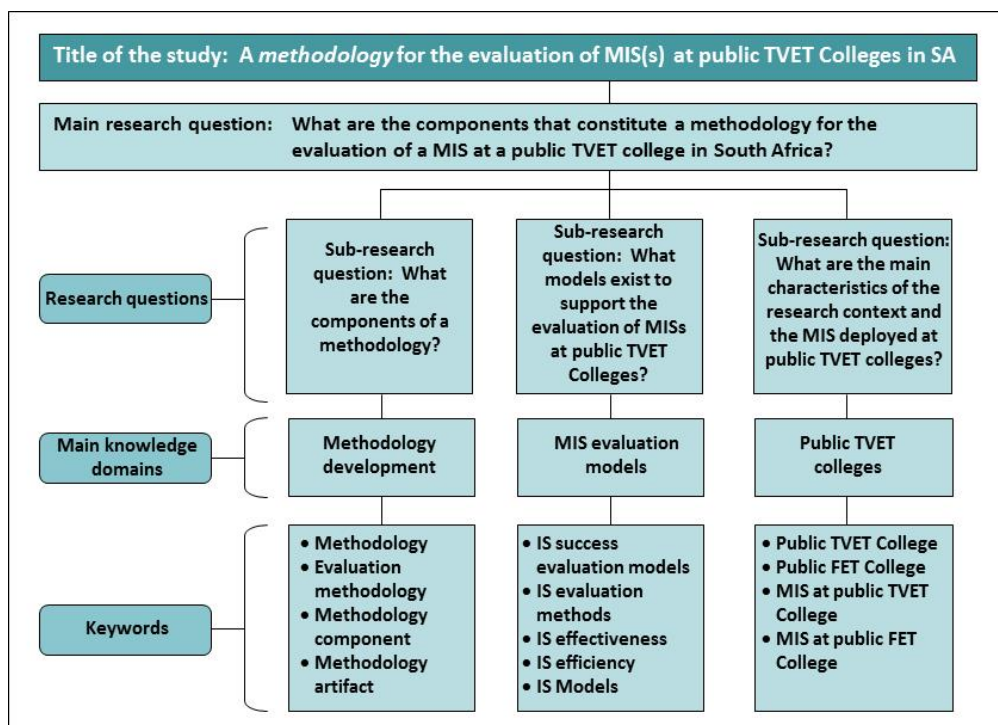 Title of the study: A methodology for the evaluation of MIS(s) at public TVET Colleges in SA
Main research question: What are the components that constitute a methodology for the
evaluation of a MIS at a public TVET college in South Africa?
Research questions
Sub-research
question: What
are the
components of a
methodology?
Sub-research
question: What
models exist to
support the
evaluation of MISs
at public TVET
Colleges?
Sub-research question:
What are the main
characteristics of the
research context and
the MIS deployed at
public TVET colleges?
Main knowledge
domains
Methodology
development
MIS evaluation
models
Public TVET
colleges
Keywords
• Methodology
• Evaluation
methodology
• Methodology
component
• Methodology
artifact
• IS success
evaluation models
• IS evaluation
methods
• IS effectiveness
• IS efficiency
• IS Models
• Public TVET College
• Public FET College
• MIS at public TVET
College
• MIS at public FET
College